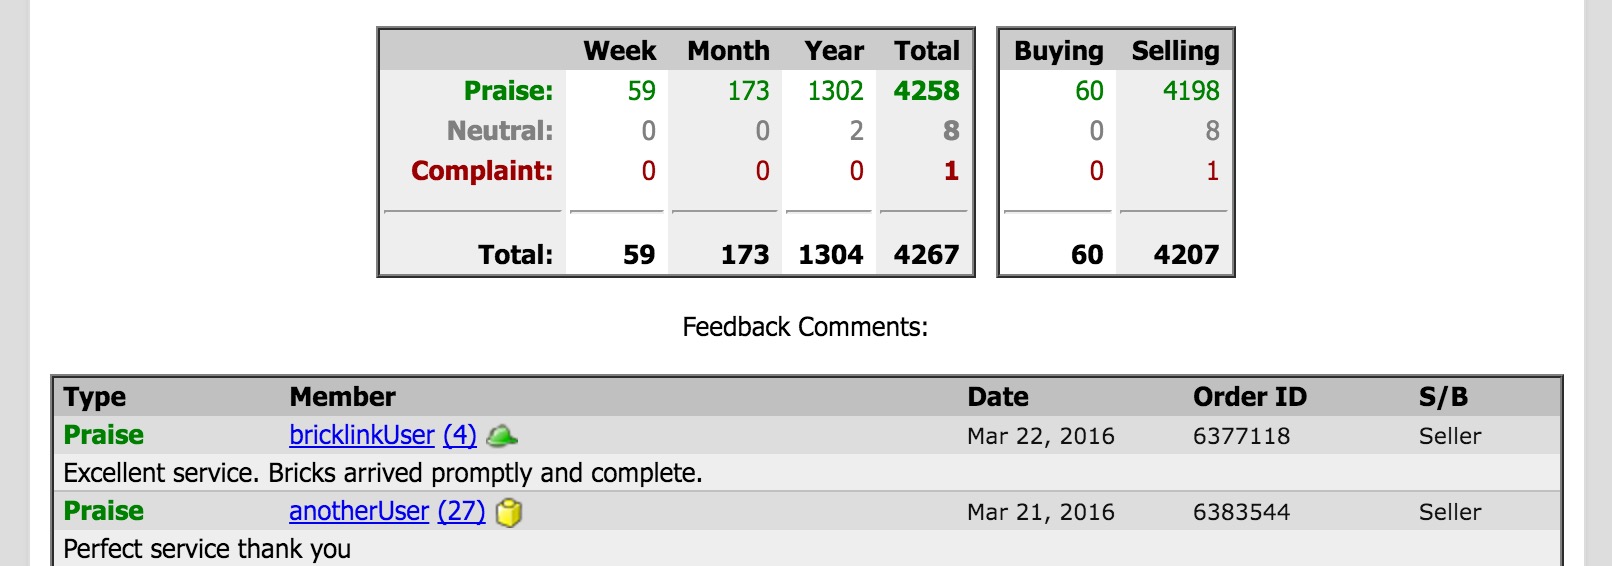 Week Month Year Total Buying Selling
Praise: 59 173 1302 4258 60 4198
Neutral: 0 0 2 8 0 8
Complaint: 0 0 0 1 0 1
Total: 59 173 1304 4267 60 4207
Feedback Comments:
Type Member Date Order ID S/B
Praise bricklinkUser (4) Mar 22, 2016 6377118 Seller
Excellent service. Bricks arrived promptly and complete.
Praise anotherUser (27) Mar 21, 2016 6383544 Seller
Perfect service thank you